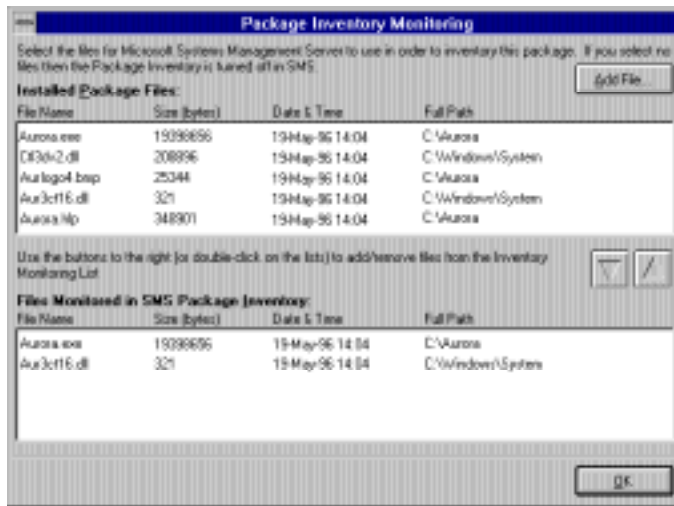 Package Inventory Monitoring
Select the files for Microsoft Systems Management Server to use in order to inventory this package. If you select no
files then the Package Inventory is turned off in SMS.
Add File...
Installed Package Files:
File Name Size (bytes) Date & Time Full Path
Aurora.exe 19398656 19-May-96 14:04 C:\Aurora
Ctl3dv2.dll 208896 19-May-96 14:04 C:\Windows\System
Aurlogo4.bmp 25344 19-May-96 14:04 C:\Aurora
Aur3ct16.dll 321 19-May-96 14:04 C:\Windows\System
Aurora.hlp 348901 19-May-96 14:04 C:\Aurora
Use the buttons to the right (or double-click on the lists) to add/remove files from the Inventory
Monitoring List
Files Monitored in SMS Package Inventory:
File Name Size (bytes) Date & Time Full Path
Aurora.exe 19398656 19-May-96 14:04 C:\Aurora
Aur3ct16.dll 321 19-May-96 14:04 C:\Windows\System
OK